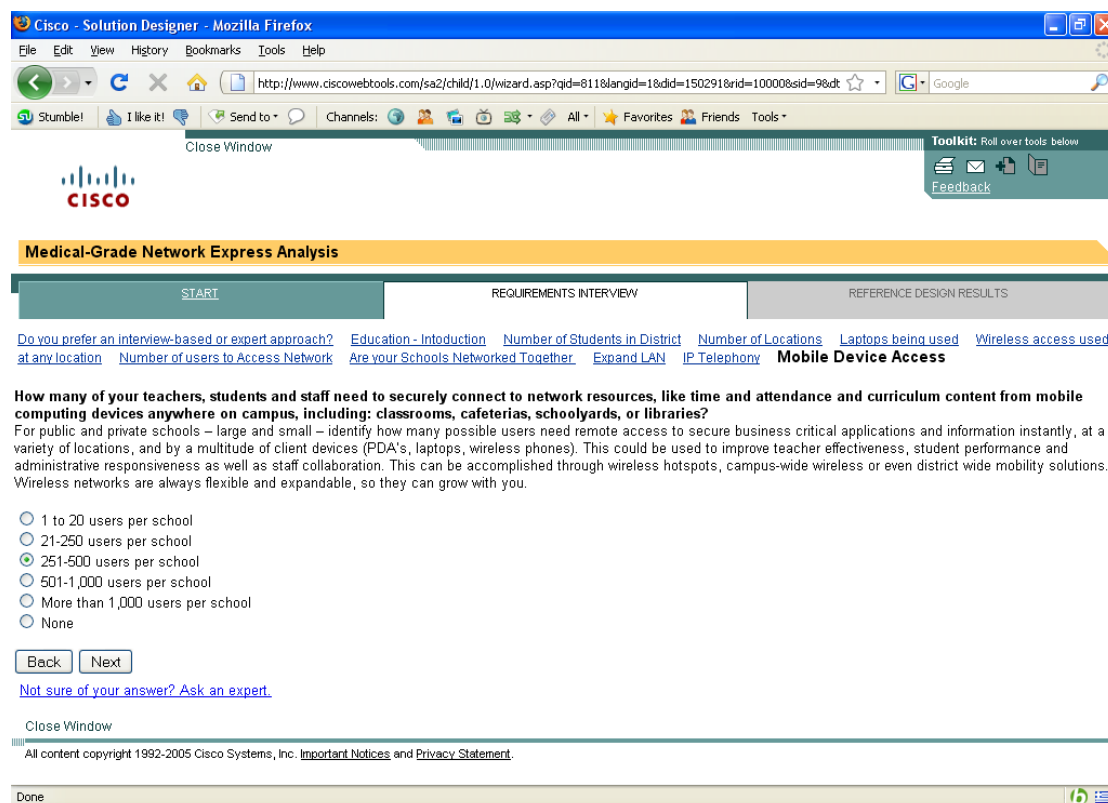 Cisco - Solution Designer - Mozilla Firefox
File Edit View History Bookmarks Tools Help
http://www.ciscowebtools.com/sa2/child/1.0/wizard.asp?qid=811&langid=1&did=150291&rid=10000&sid=9&dt
G Google
Stumble! I like it! Send to Channels: All Favorites Friends Tools
Close Window
Toolkit: Roll over tools below
Feedback
CISCO
Medical-Grade Network Express Analysis
START REQUIREMENTS INTERVIEW REFERENCE DESIGN RESULTS
Do you prefer an interview-based or expert approach? Education - Intoduction Number of Students in District Number of Locations Laptops being used Wireless access used
at any location Number of users to Access Network Are your Schools Networked Together Expand LAN IP Telephony Mobile Device Access
How many of your teachers, students and staff need to securely connect to network resources, like time and attendance and curriculum content from mobile
computing devices anywhere on campus, including: classrooms, cafeterias, schoolyards, or libraries?
For public and private schools – large and small – identify how many possible users need remote access to secure business critical applications and information instantly, at a
variety of locations, and by a multitude of client devices (PDA's, laptops, wireless phones). This could be used to improve teacher effectiveness, student performance and
administrative responsiveness as well as staff collaboration. This can be accomplished through wireless hotspots, campus-wide wireless or even district wide mobility solutions.
Wireless networks are always flexible and expandable, so they can grow with you.
1 to 20 users per school
21-250 users per school
251-500 users per school
501-1,000 users per school
More than 1,000 users per school
None
Back Next
Not sure of your answer? Ask an expert.
Close Window
All content copyright 1992-2005 Cisco Systems, Inc. Important Notices and Privacy Statement.
Done